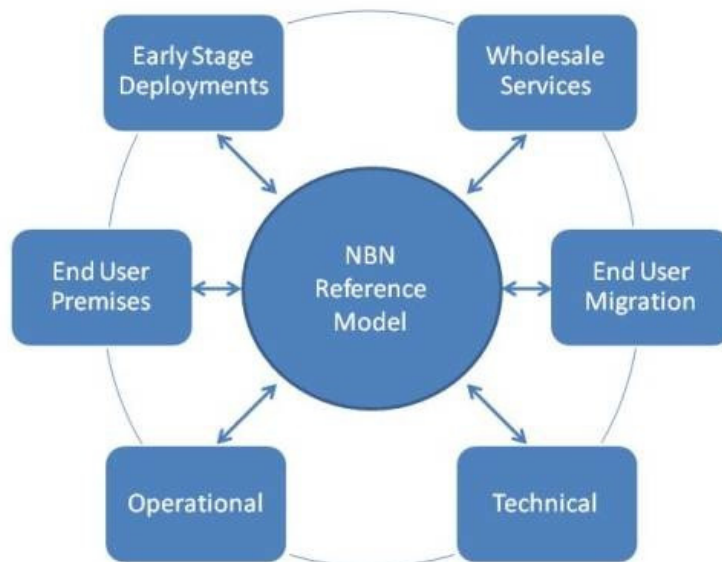 Early Stage
Deployments
Wholesale
Services
End User
Premises
NBN
Reference
Model
End User
Migration
Operational
Technical